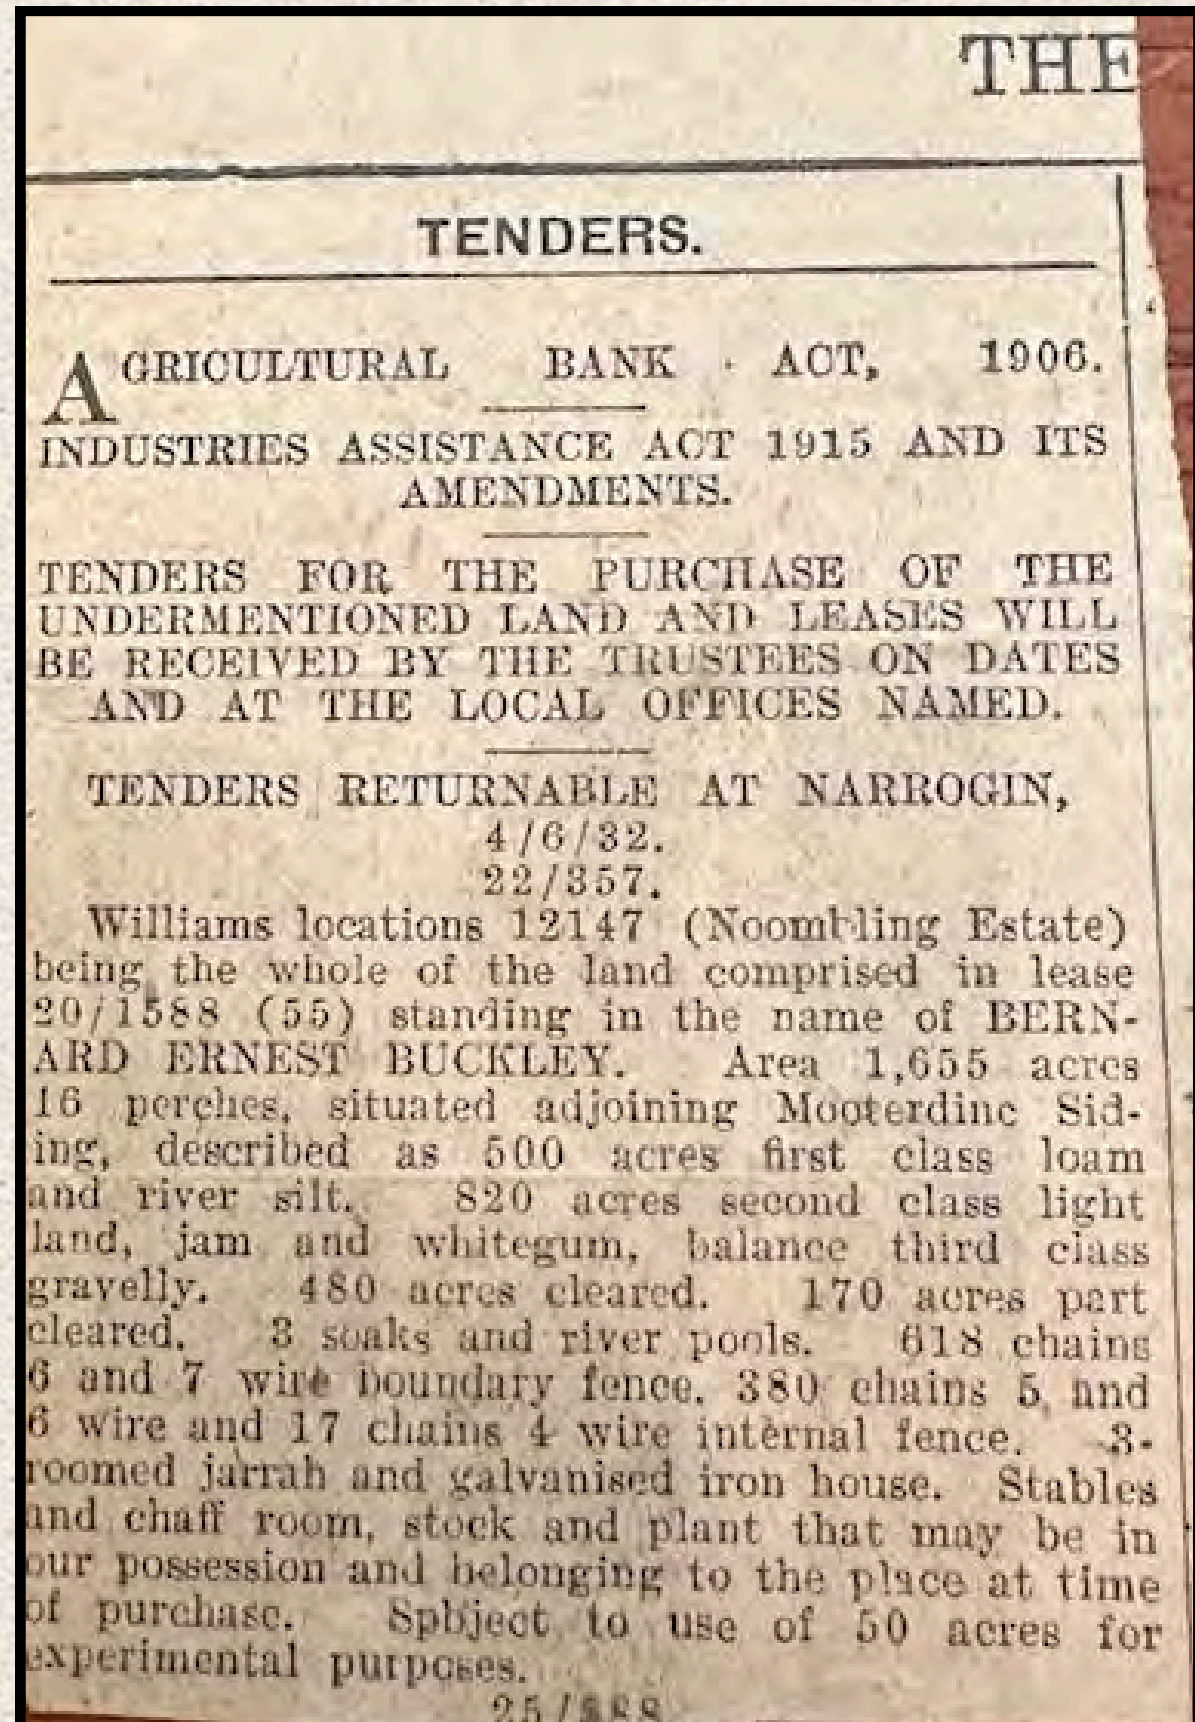 THE
TENDERS.
AGRICULTURAL BANK ACT, 1906.
INDUSTRIES ASSISTANCE ACT 1915 AND ITS
AMENDMENTS.
TENDERS FOR THE PURCHASE OF THE
UNDERMENTIONED LAND AND LEASES WILL
BE RECEIVED BY THE TRUSTEES ON DATES
AND AT THE LOCAL OFFICES NAMED.
TENDERS RETURNABLE AT NARROGIN,
4/6/32.
22/357.
Williams locations 12147 (Noombling Estate)
being the whole of the land comprised in lease
20/1588 (55) standing in the name of BERN-
ARD ERNEST BUCKLEY. Area 1,655 acres
16 perches, situated adjoining Mooterdine Sid-
ing, described as 500 acres first class loam
and river silt. 820 acres second class light
land, jam and whitegum, balance third class
gravelly. 480 acres cleared. 170 acres part
cleared. 3 soaks and river pools. 618 chains
6 and 7 wire boundary fence. 380 chains 5 and
6 wire and 17 chains 4 wire internal fence. 3-
roomed jarrah and galvanised iron house. Stables
and chaff room, stock and plant that may be in
our possession and belonging to the place at time
of purchase. Spbject to use of 50 acres for
experimental purposes.